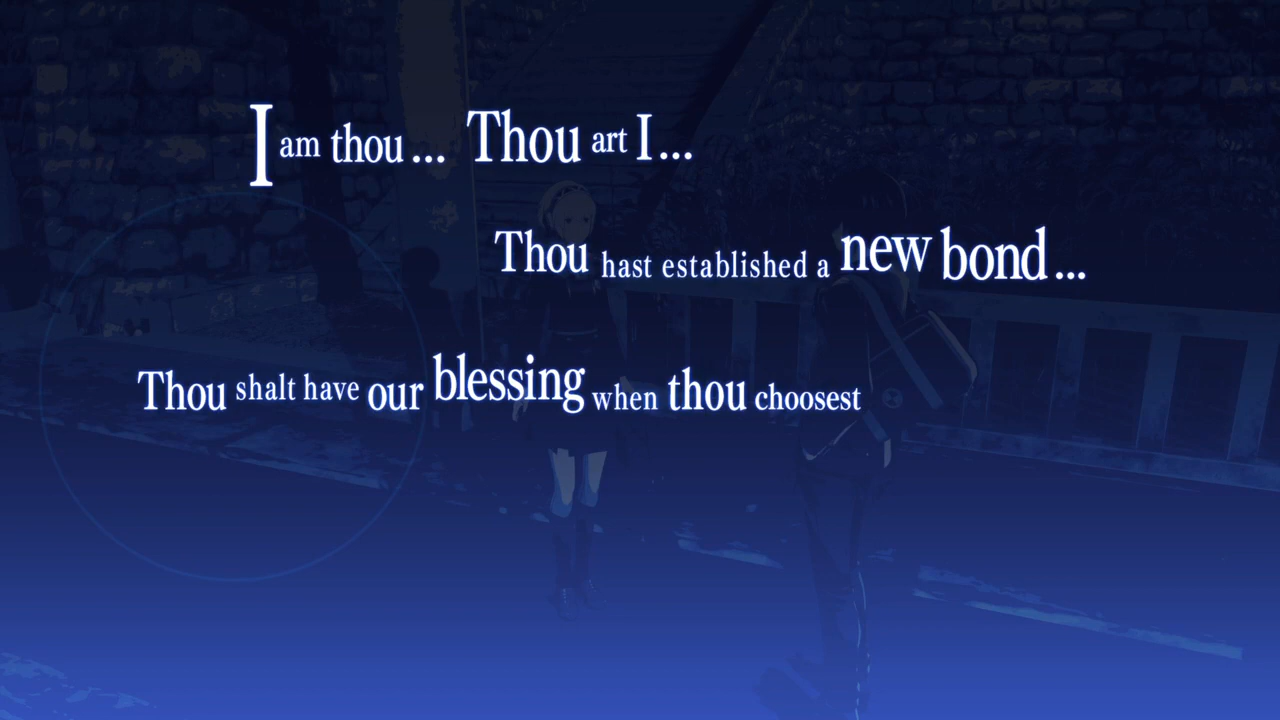 I am thou... Thou art I...
Thou hast established a new bond...
Thou shalt have our blessing when thou choosest